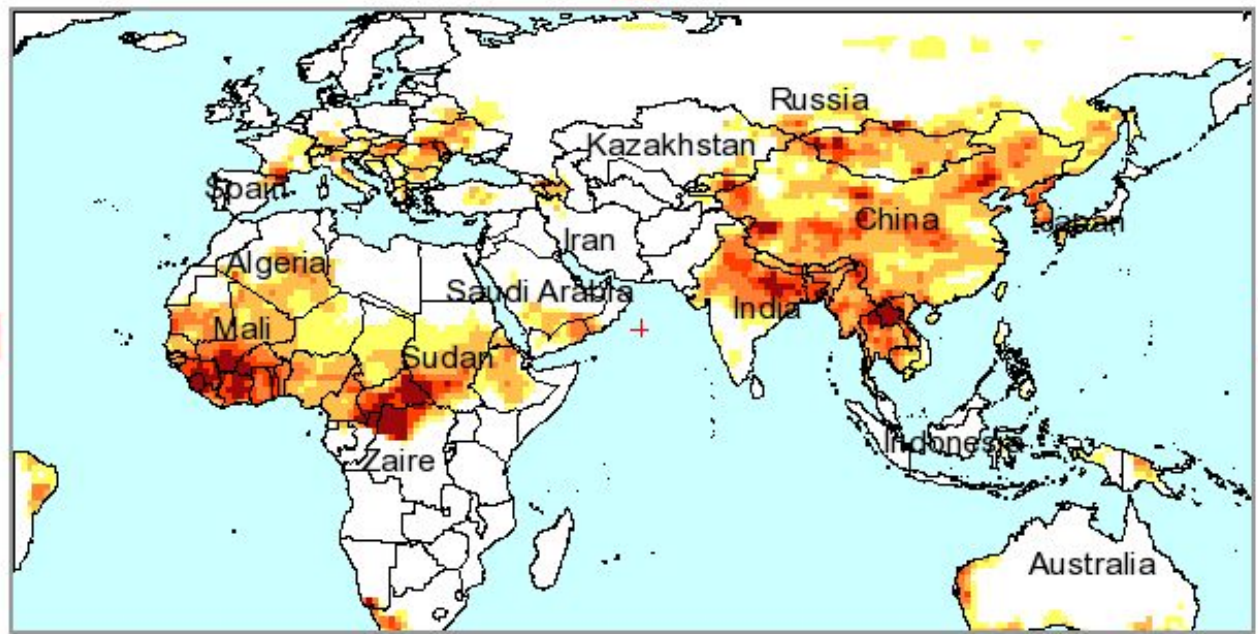 Russia
Kazakhstan
Spain
China
Japan
Iran
Algeria
Saudi Arabia
India
Mali
Sudan
Indonesia
Zaire
Australia